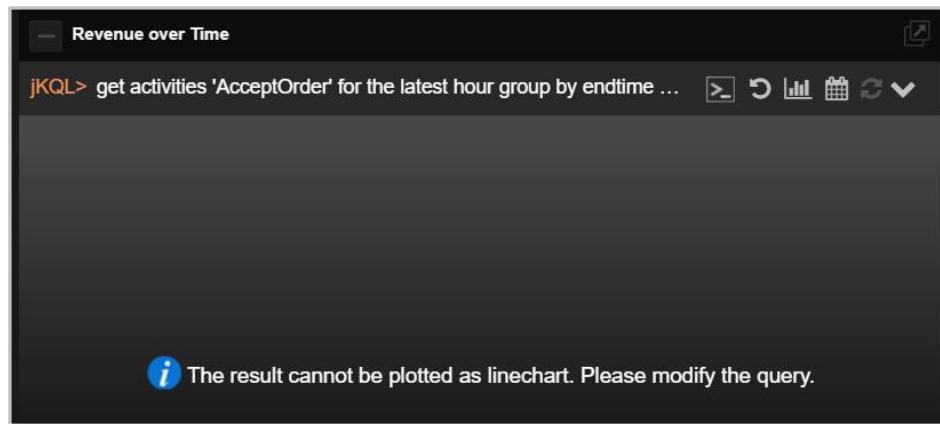 Revenue over Time
jKQL> get activities 'AcceptOrder' for the latest hour group by endtime ...
The result cannot be plotted as linechart. Please modify the query.